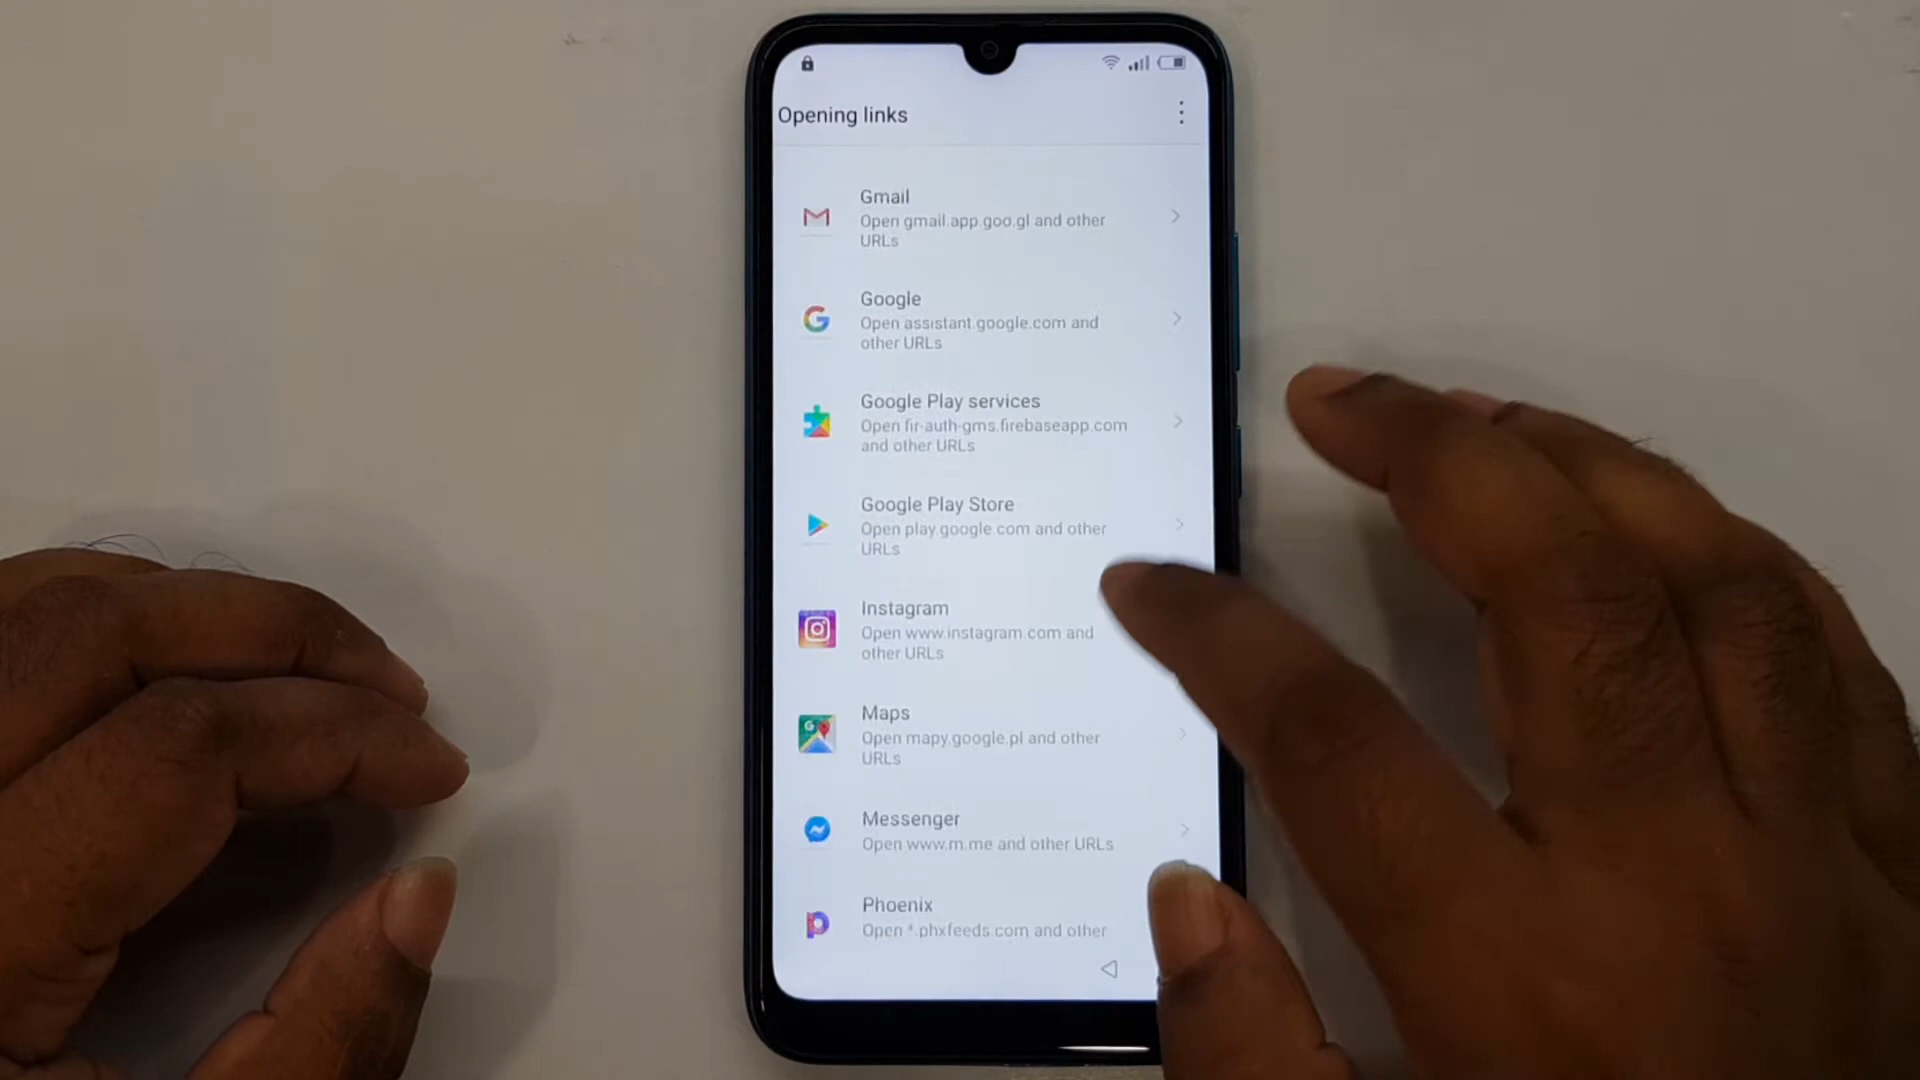 Opening links
Gmail
Open gmail.app.goo.gl and other
URLs
Google
Open assistant.google.com and
other URLs
Google Play services
Open fir-auth-gms.firebaseapp.com
and other URLs
Google Play Store
Open play.google.com and other
URLs
Instagram
Open www.instagram.com and
other URLs
Maps
Open mapy.google.pl and other
URLs
Messenger
Open www.m.me and other URLs
Phoenix
Open *.phxfeeds.com and other